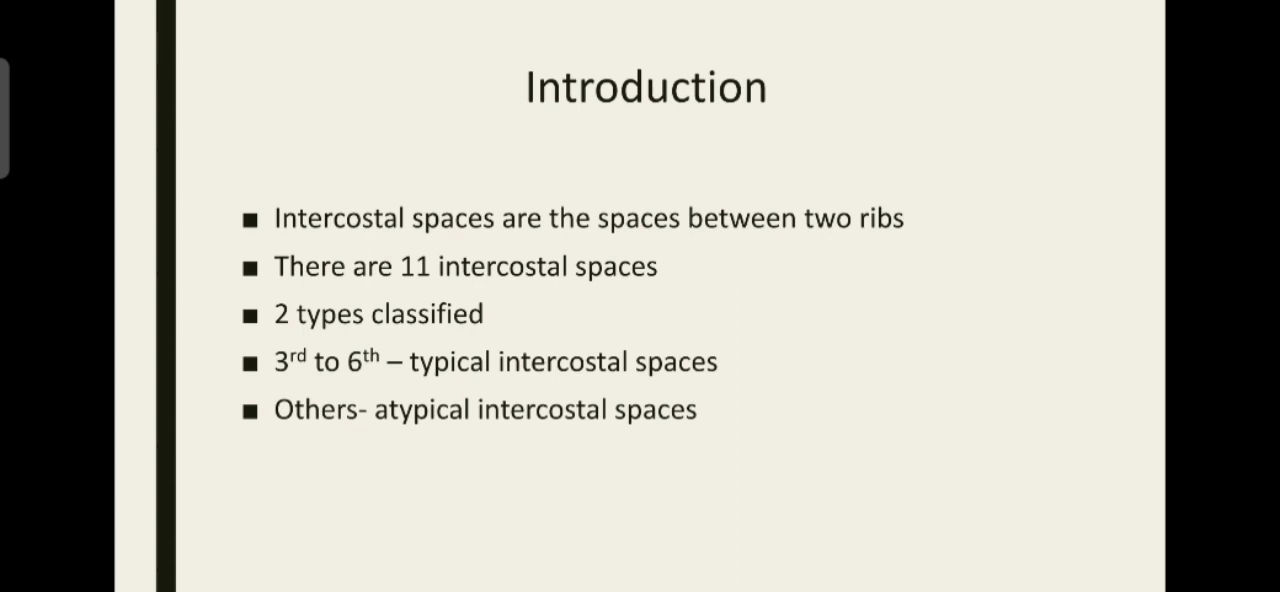 Introduction
■ Intercostal spaces are the spaces between two ribs
■ There are 11 intercostal spaces
■ 2 types classified
■ 3rd to 6th – typical intercostal spaces
■ Others- atypical intercostal spaces